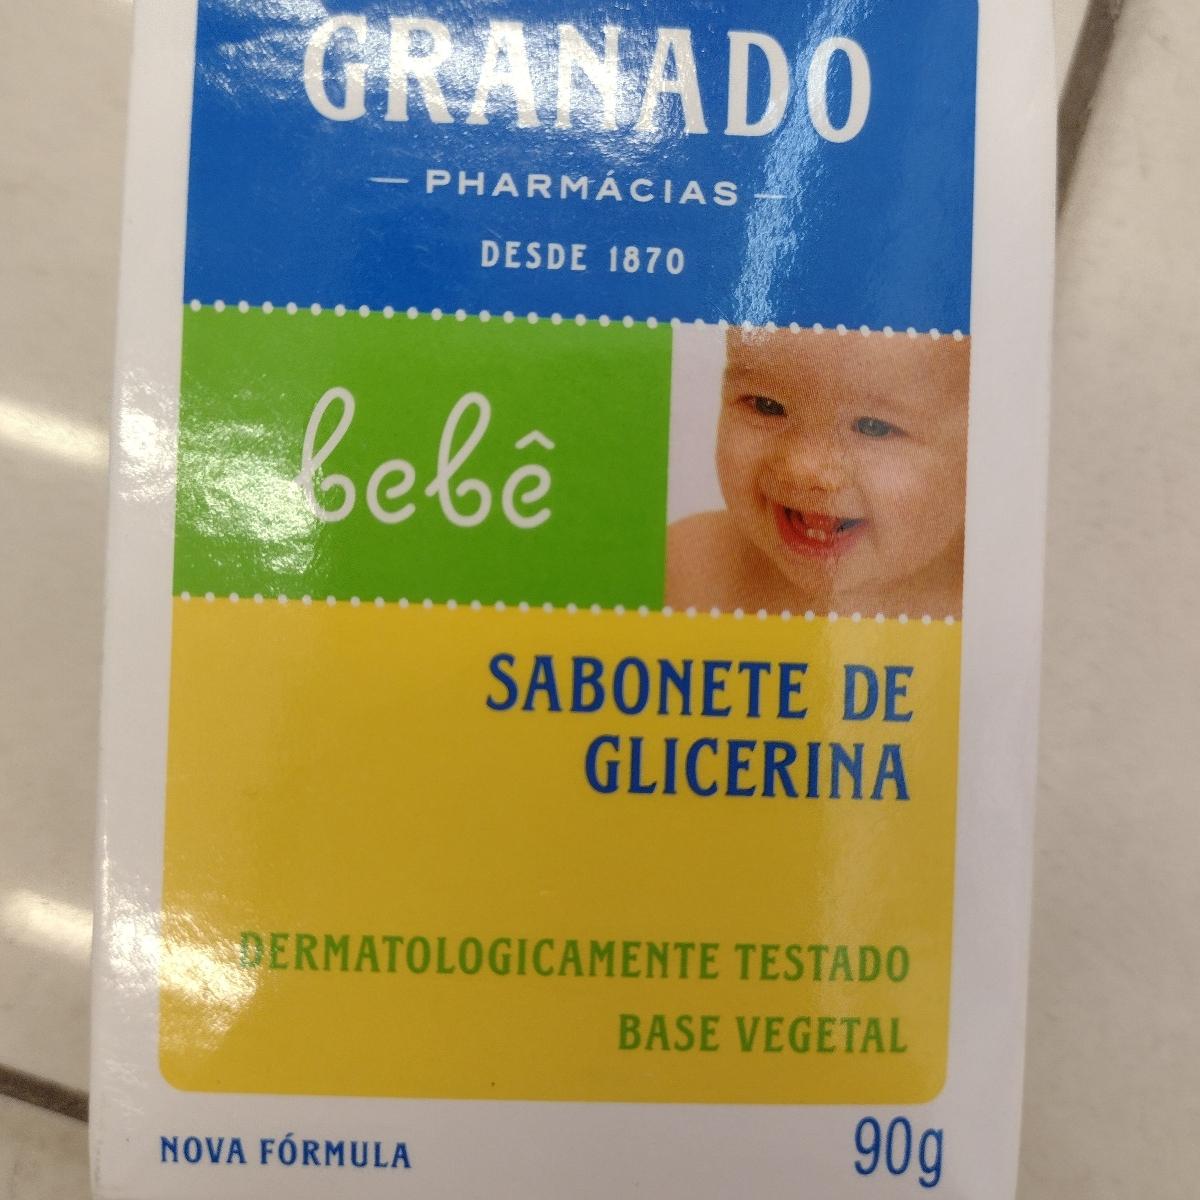 GRANADO
PHARMÁCIAS
DESDE 1870
bebê
SABONETE DE
GLICERINA
DERMATOLOGICAMENTE TESTADO
BASE VEGETAL
NOVA FÓRMULA
90g